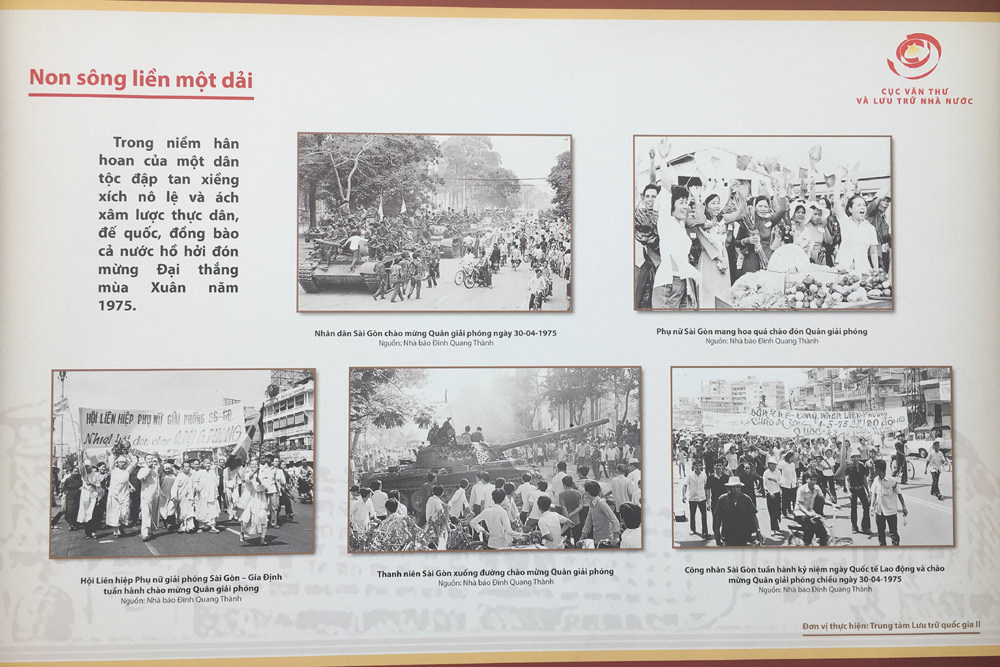 Non sông liền một dải
CỤC VĂN THƯ
VÀ LƯU TRỮ NHÀ NƯỚC
Trong niềm hân
hoan của một dân
tộc đập tan xiềng
xích nô lệ và ách
xâm lược thực dân,
đế quốc, đồng bào
cả nước hồ hởi đón
mừng Đại thắng
mùa Xuân năm
1975.
Nhân dân Sài Gòn chào mừng Quân giải phóng ngày 30-04-1975
Nguồn: Nhà báo Đinh Quang Thành
Phụ nữ Sài Gòn mang hoa quả chào đón Quân giải phóng
Nguồn: Nhà báo Đinh Quang Thành
HỘI LIÊN HIỆP PHỤ NỮ GIẢI PHÓNG SG-GĐ
Nhiệt liệt
Hội Liên hiệp Phụ nữ giải phóng Sài Gòn – Gia Định
tuần hành chào mừng Quân giải phóng
Nguồn: Nhà báo Đinh Quang Thành
Thanh niên Sài Gòn xuống đường chào mừng Quân giải phóng
Nguồn: Nhà báo Đinh Quang Thành
Công nhân Sài Gòn tuần hành kỷ niệm ngày Quốc tế Lao động và chào
mừng Quân giải phóng chiều ngày 30-04-1975
Nguồn: Nhà báo Đinh Quang Thành
Đơn vị thực hiện: Trung tâm Lưu trữ quốc gia II